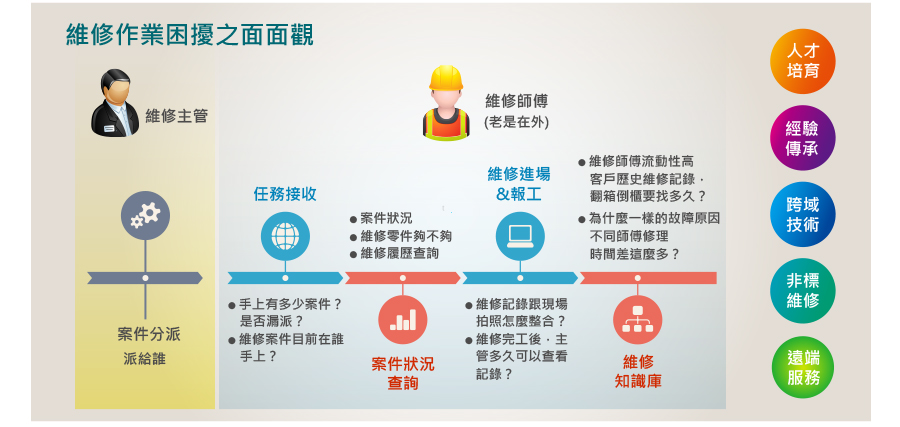 維修作業困擾之面面觀
維修主管
案件分派
派給誰
維修師傅
(老是在外)
任務接收
● 手上有多少案件？
是否漏派？
● 維修案件目前在誰
手上？
● 案件狀況
● 維修零件夠不夠
● 維修履歷查詢
案件狀況
查詢
維修進場
&報工
● 維修記錄跟現場
拍照怎麼整合？
● 維修完工後，主
管多久可以查看
記錄？
● 維修師傅流動性高
客戶歷史維修記錄，
翻箱倒櫃要找多久？
● 為什麼一樣的故障原因
不同師傅修理
時間差這麼多？
維修
知識庫
人才
培育
經驗
傳承
跨域
技術
非標
維修
遠端
服務